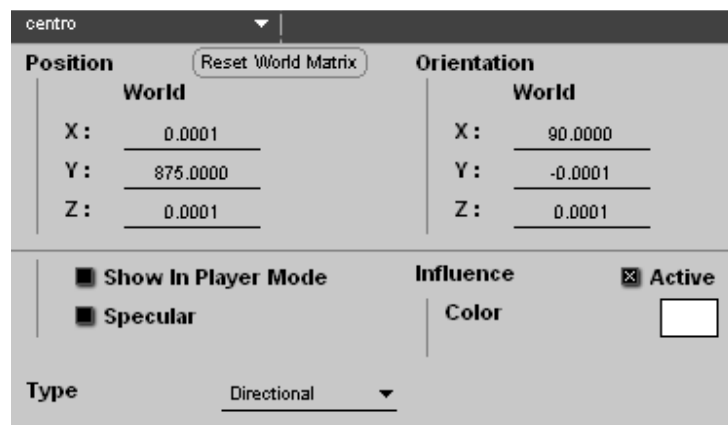 centro
Position Reset World Matrix Orientation
World World
X : 0.0001 X : 90.0000
Y : 875.0000 Y : -0.0001
Z : 0.0001 Z : 0.0001
Show In Player Mode Influence Active
Specular Color
Type Directional